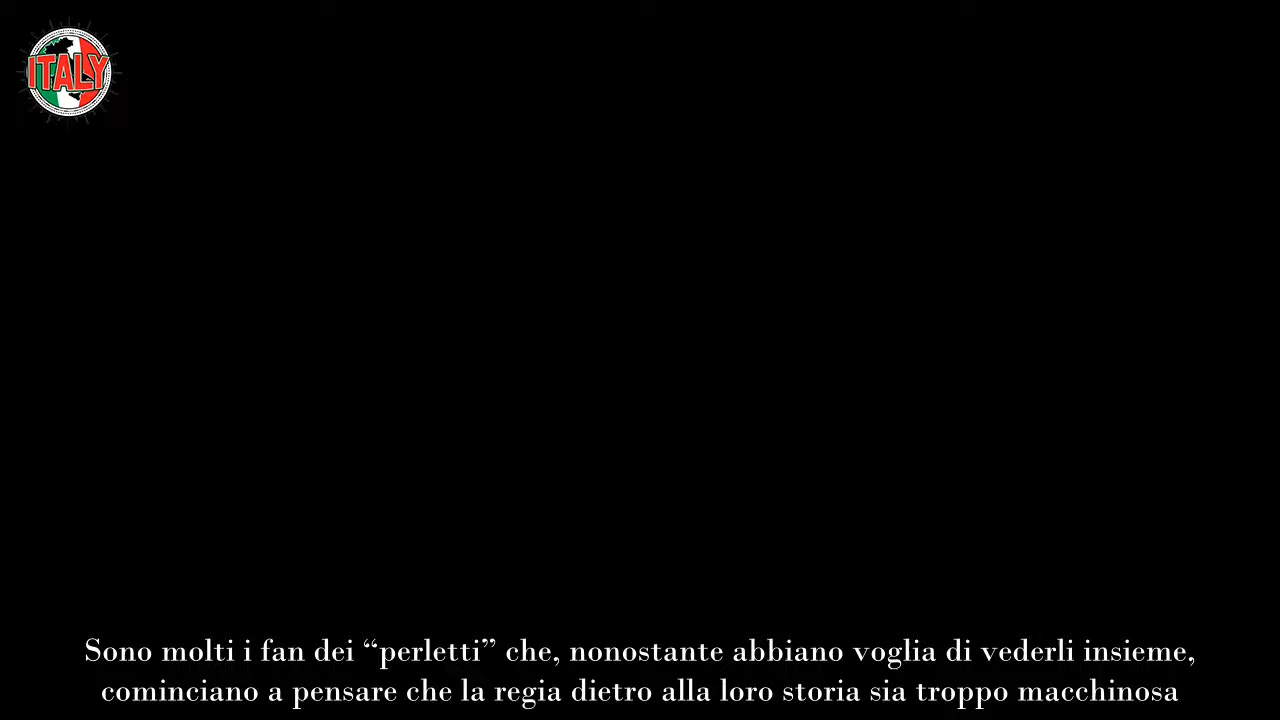 ITALY
Sono molti i fan dei “perletti” che, nonostante abbiano voglia di vederli insieme,
cominciano a pensare che la regia dietro alla loro storia sia troppo macchinosa